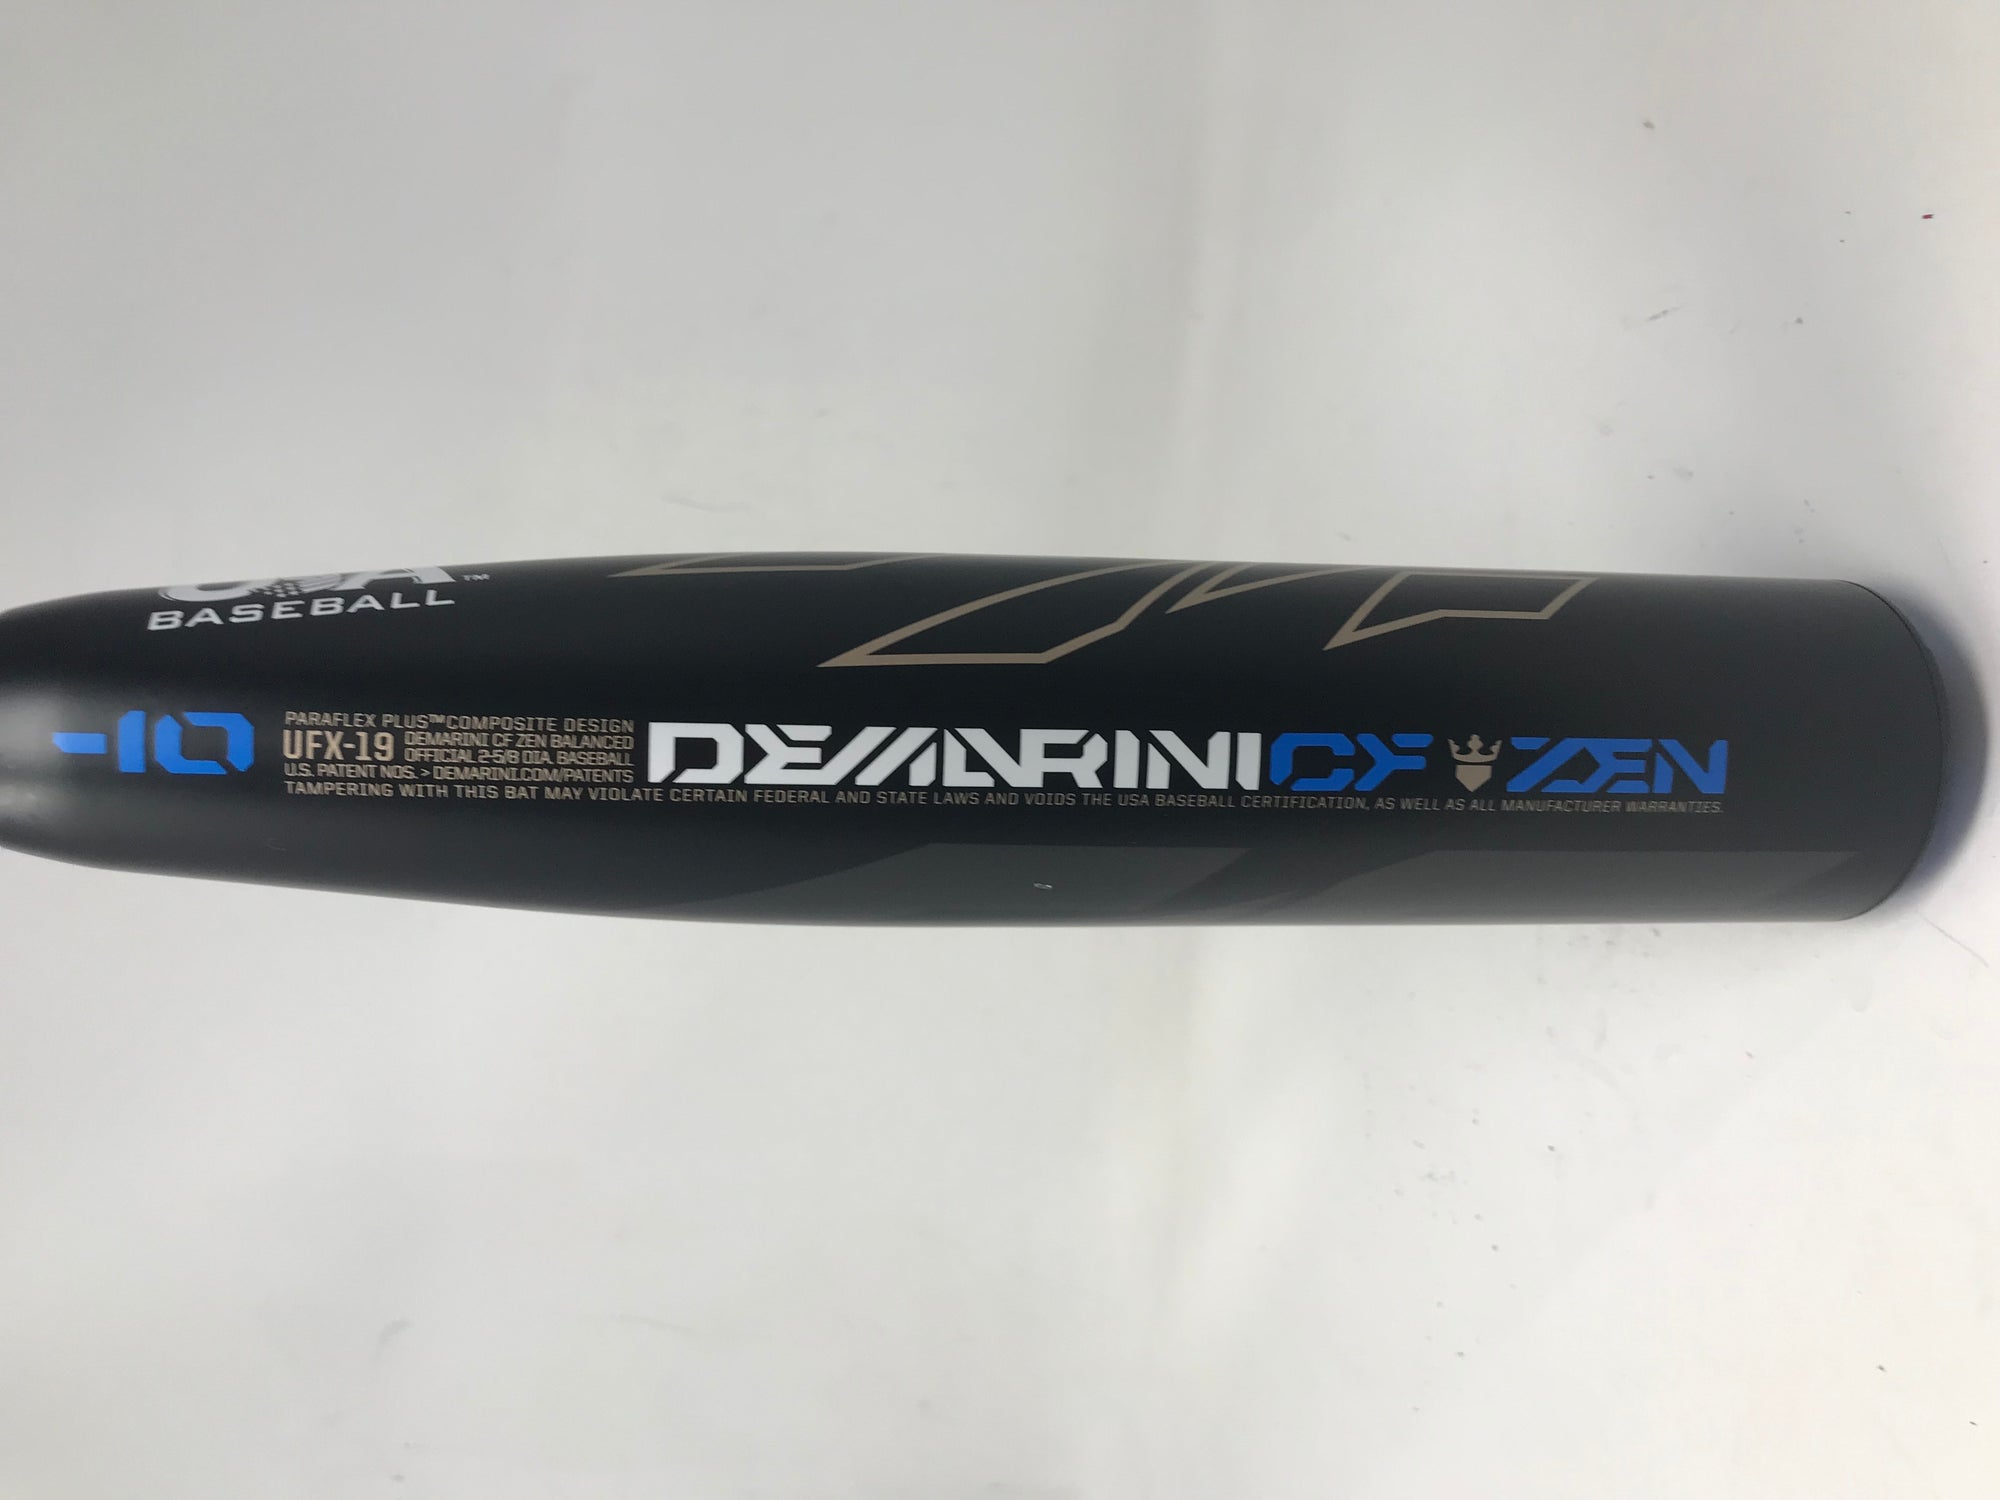 USA™
BASEBALL
-10
PARAFLEX PLUS™ COMPOSITE DESIGN
UFX-19
DEMARINI CF ZEN BALANCED
OFFICIAL 2-5/8 DIA. BASEBALL
U.S. PATENT NOS. > DEMARINI.COM/PATENTS
DEMARINI CF ZEN
TAMPERING WITH THIS BAT MAY VIOLATE CERTAIN FEDERAL AND STATE LAWS AND VOIDS THE USA BASEBALL CERTIFICATION, AS WELL AS ALL MANUFACTURER WARRANTIES.